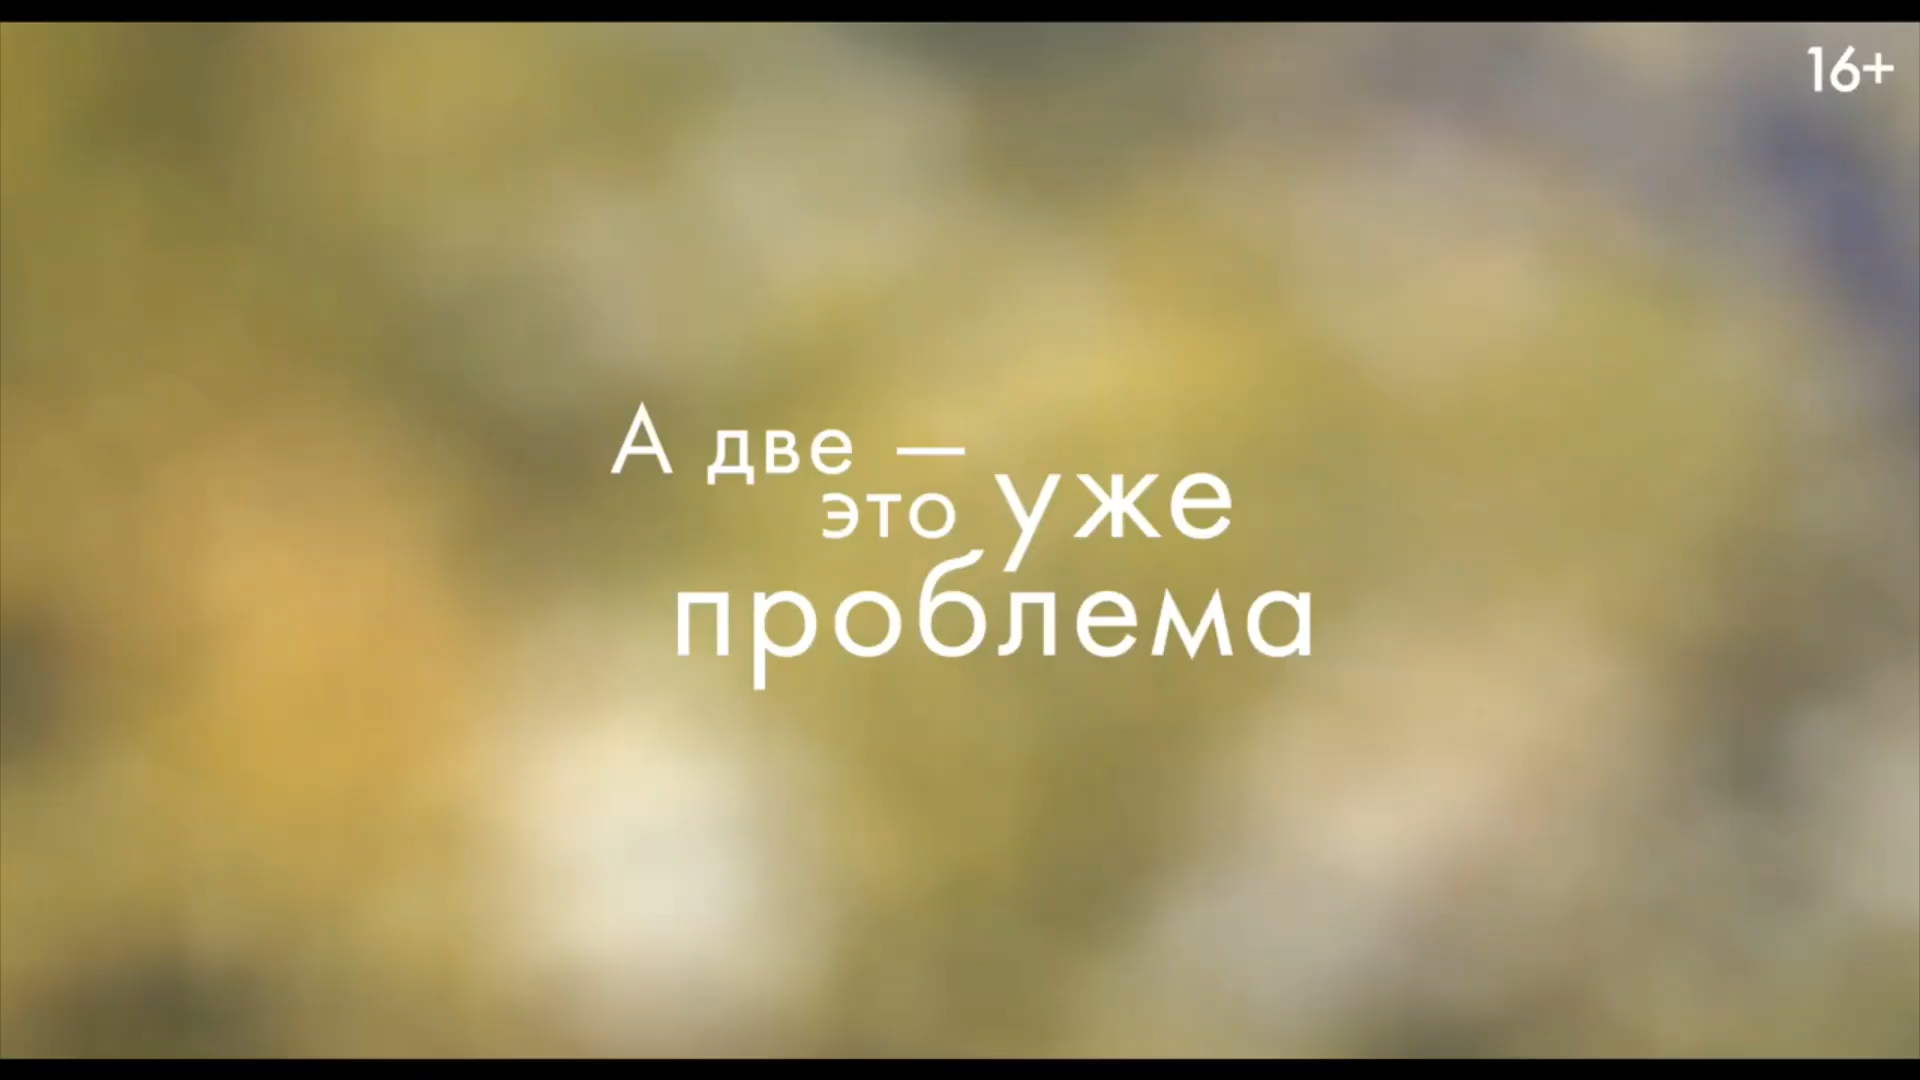 16+
А две —
это уже
проблема